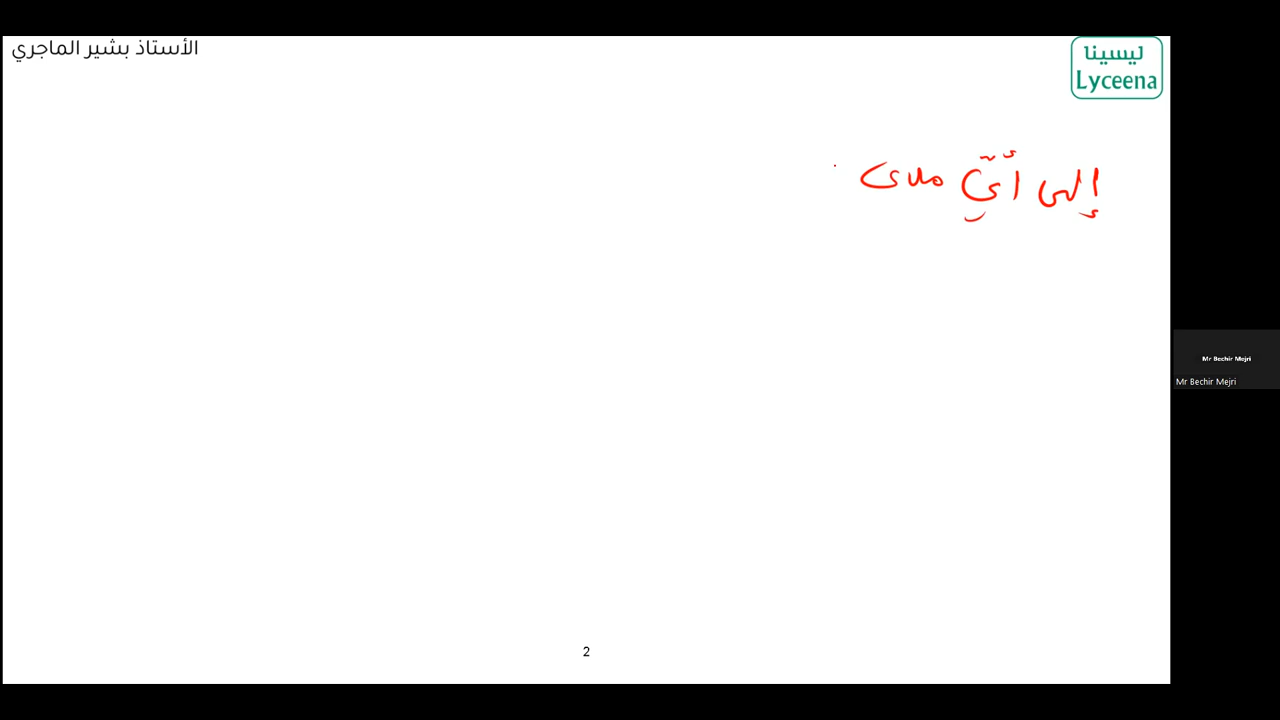 الأستاذ بشير الماجري
ليسينا
Lyceena
إلى أيّ مدى
Mr Bechir Mejri
Mr Bechir Mejri
2